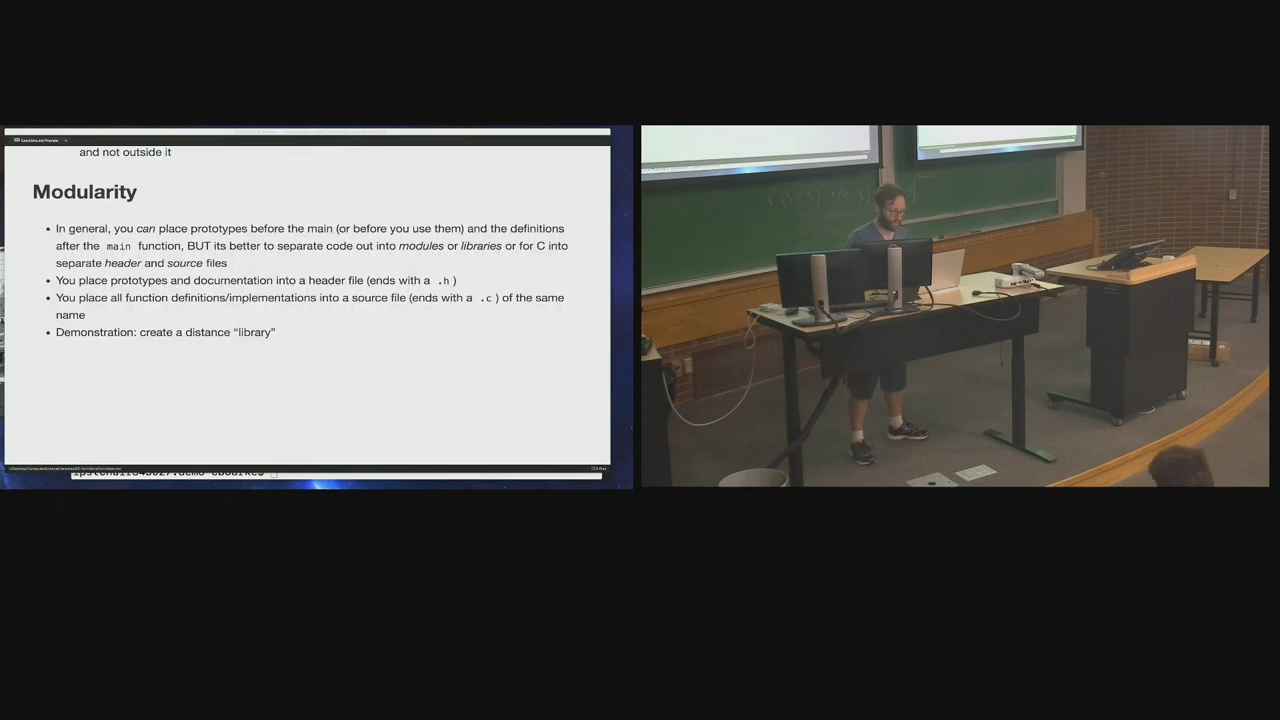 functions.md Preview
and not outside it
Modularity
In general, you can place prototypes before the main (or before you use them) and the definitions
after the main function, BUT its better to separate code out into modules or libraries or for C into
separate header and source files
You place prototypes and documentation into a header file (ends with a .h )
You place all function definitions/implementations into a source file (ends with a .c ) of the same
name
Demonstration: create a distance “library”